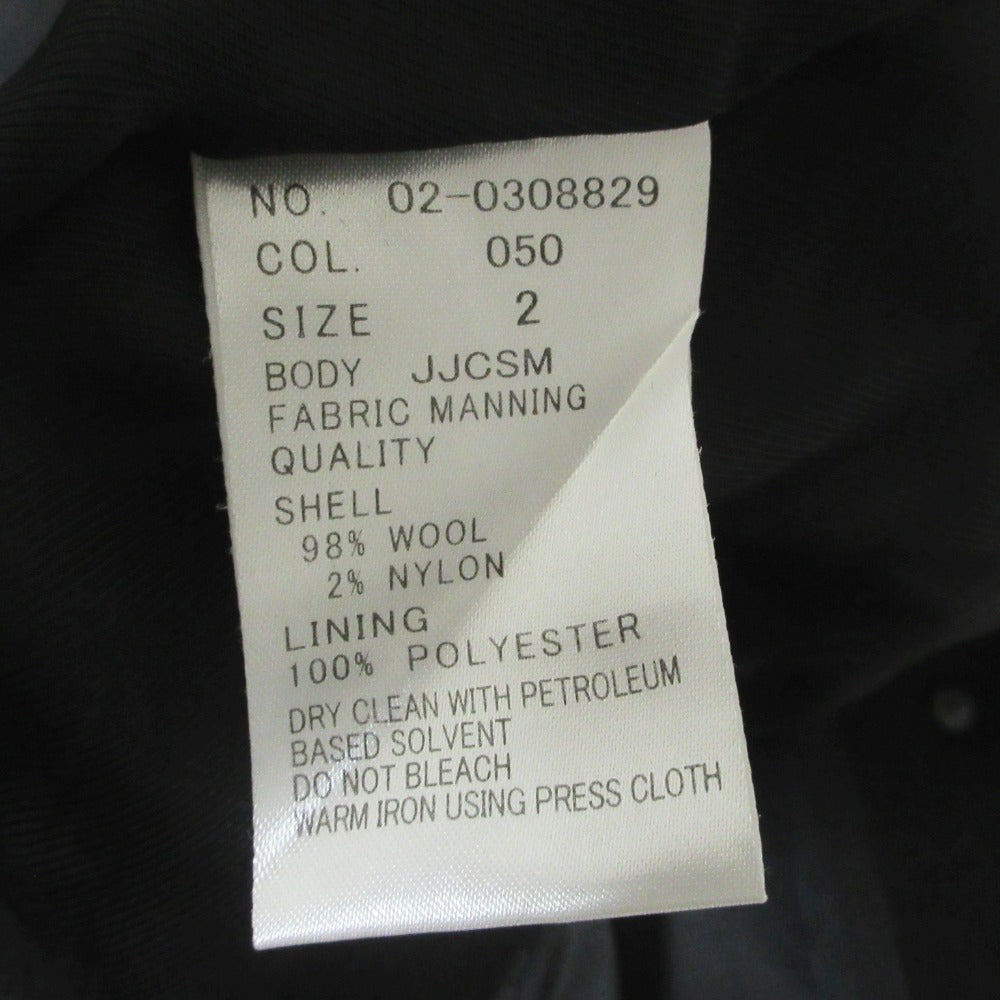 NO. 02-0308829
COL. 050
SIZE 2
BODY JJCSM
FABRIC MANNING
QUALITY
SHELL
98% WOOL
2% NYLON
LINING
100% POLYESTER
DRY CLEAN WITH PETROLEUM
BASED SOLVENT
DO NOT BLEACH
WARM IRON USING PRESS CLOTH